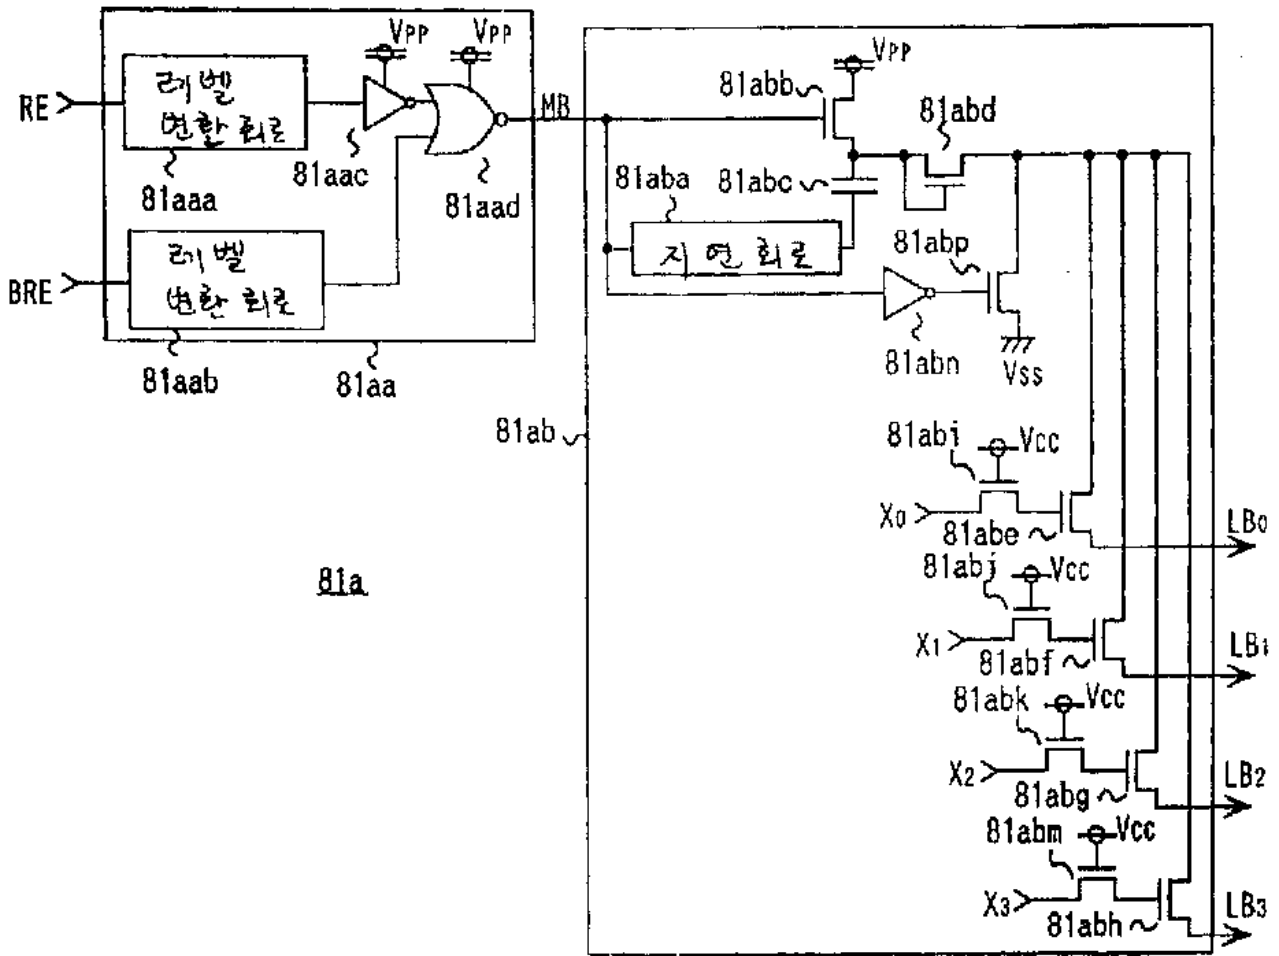 VPP
VPP
레벨
변환 회로
RE
81aaa
81aac
81aad
MB
레벨
변환 회로
BRE
81aab
81aa
VPP
81abb
81abd
81aba
81abc
지연 회로
81abp
81abn
VSS
81ab
81abi
VCC
X0
81abe
LB0
81a
81abj
VCC
X1
81abf
LB1
81abk
VCC
X2
81abg
LB2
81abm
VCC
X3
81abh
LB3